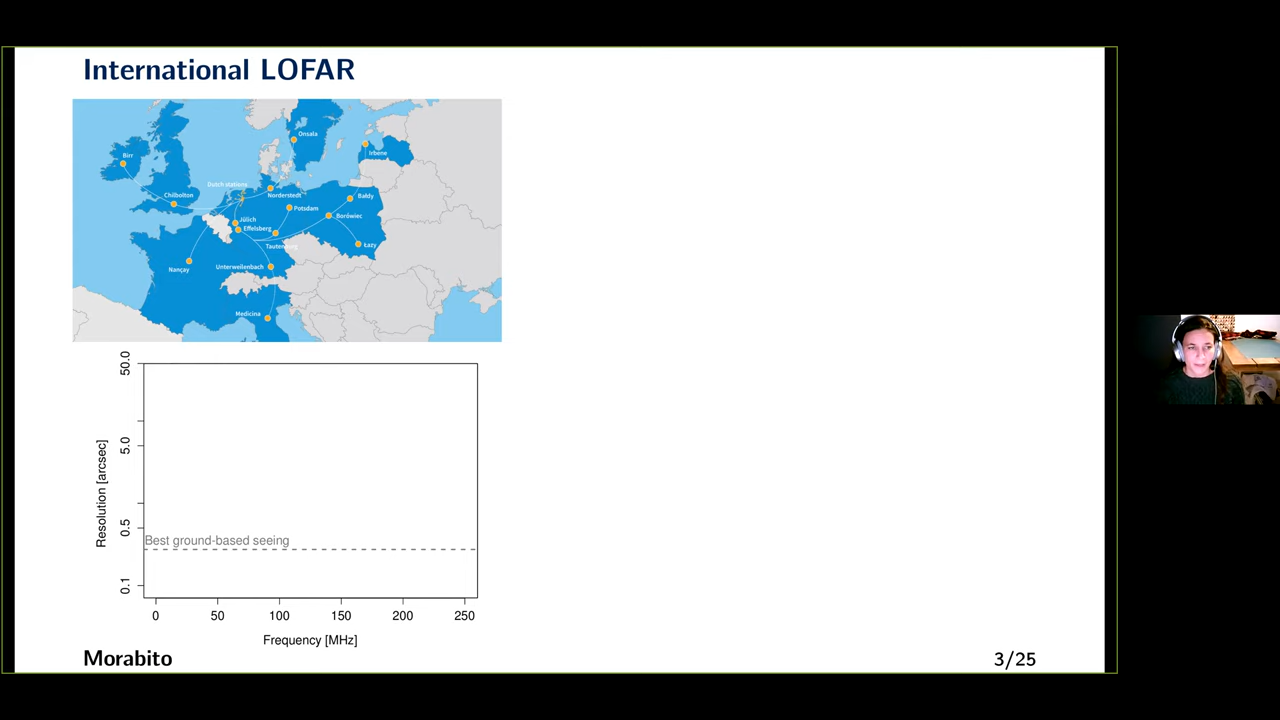 International LOFAR
Onsala
Birr
Irbene
Dutch stations
Chilbolton
Norderstedt
Bałdy
Potsdam
Borówiec
Jülich
Effelsberg
Tautenburg
Łazy
Nançay
Unterweilenbach
Medicina
50.0
5.0
0.5
0.1
Resolution [arcsec]
Best ground-based seeing
0 50 100 150 200 250
Frequency [MHz]
Morabito
3/25